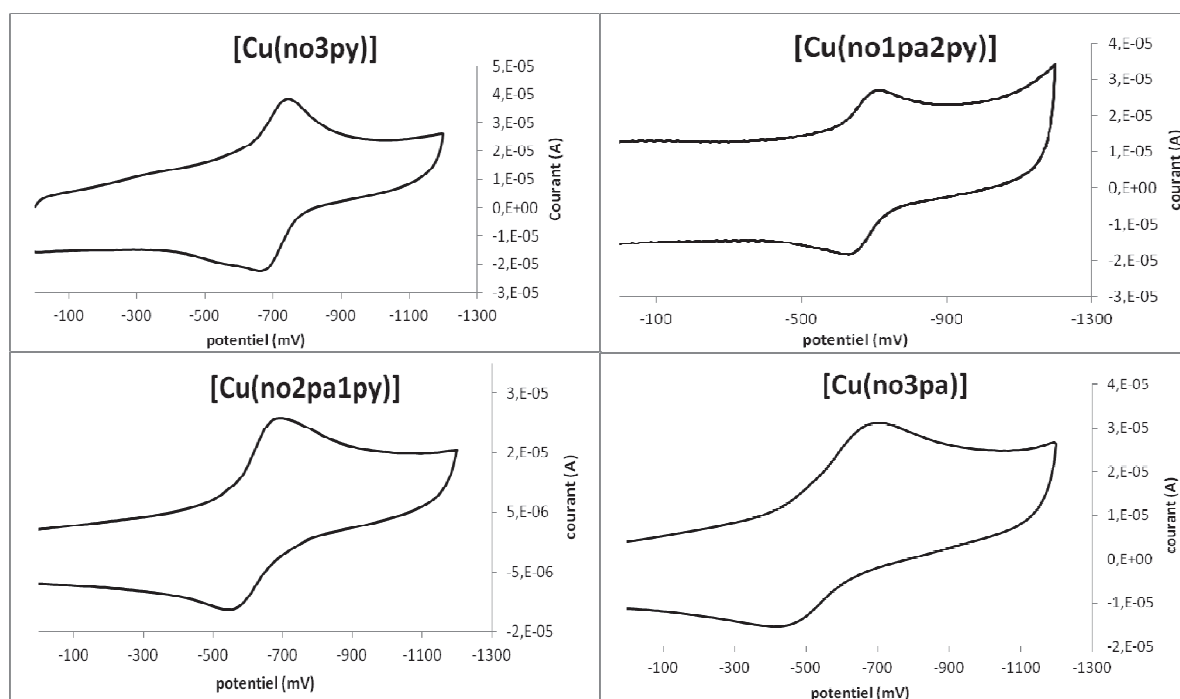 [Cu(no3py)]
5,E-05
4,E-05
3,E-05
2,E-05
1,E-05
0,E+00
-1,E-05
-2,E-05
-3,E-05
Courant (A)
-100 -300 -500 -700 -900 -1100 -1300
potentiel (mV)
[Cu(no1pa2py)]
4,E-05
3,E-05
2,E-05
1,E-05
0,E+00
-1,E-05
-2,E-05
-3,E-05
courant (A)
-100 -500 -900 -1300
potentiel (mV)
[Cu(no2pa1py)]
3,E-05
2,E-05
5,E-06
-5,E-06
-2,E-05
courant (A)
-100 -300 -500 -700 -900 -1100 -1300
potentiel (mV)
[Cu(no3pa)]
4,E-05
3,E-05
2,E-05
1,E-05
0,E+00
-1,E-05
-2,E-05
courant (A)
-100 -300 -500 -700 -900 -1100 -1300
potentiel (mV)